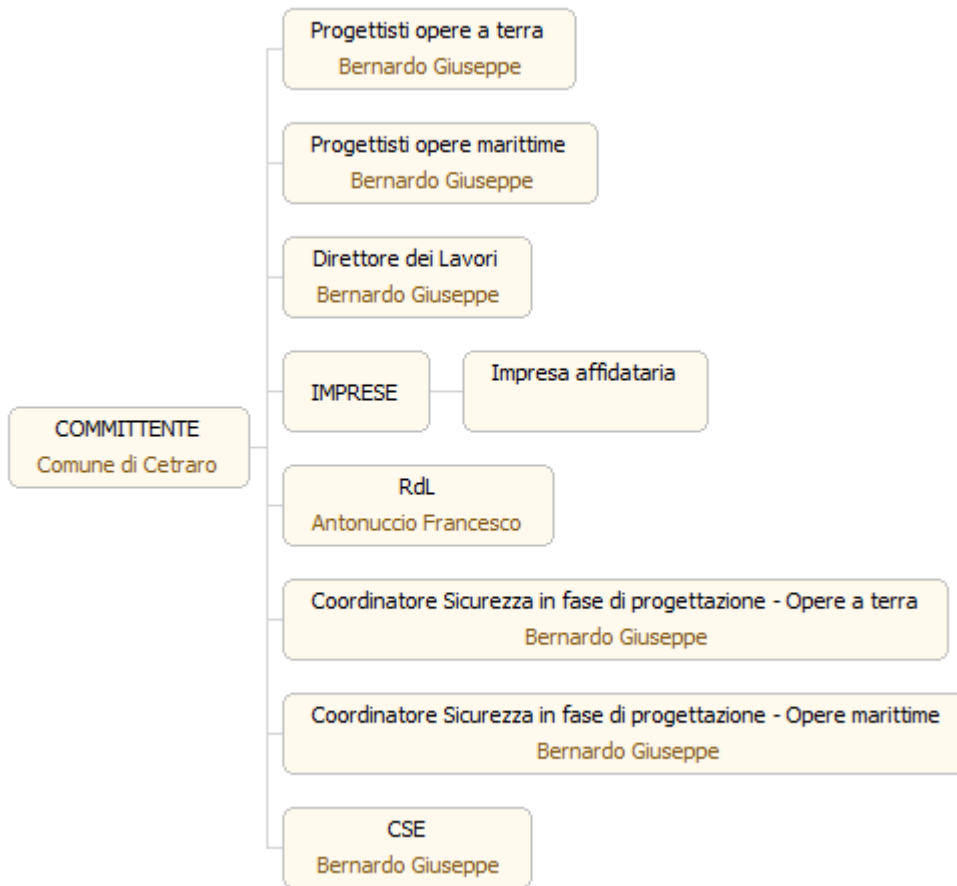 Progettisti opere a terra
Bernardo Giuseppe
Progettisti opere marittime
Bernardo Giuseppe
Direttore dei Lavori
Bernardo Giuseppe
IMPRESE
Impresa affidataria
COMMITTENTE
Comune di Cetraro
RdL
Antonuccio Francesco
Coordinatore Sicurezza in fase di progettazione - Opere a terra
Bernardo Giuseppe
Coordinatore Sicurezza in fase di progettazione - Opere marittime
Bernardo Giuseppe
CSE
Bernardo Giuseppe